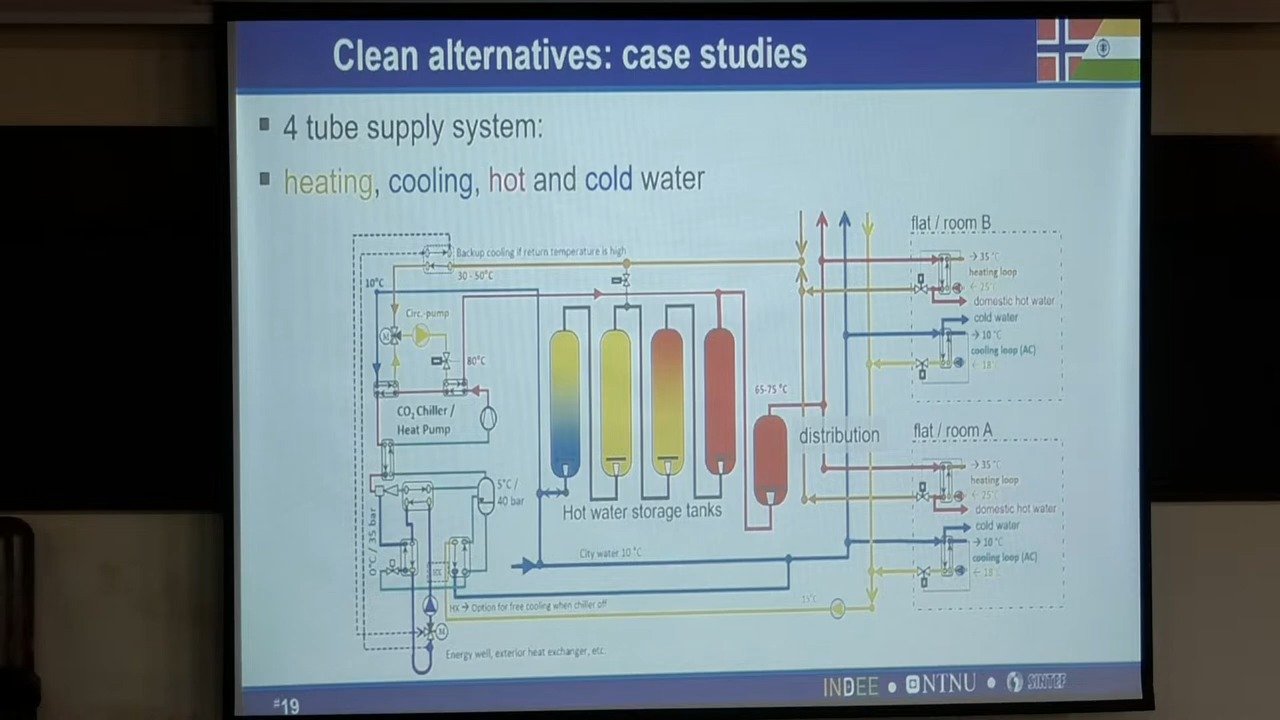 Clean alternatives: case studies
4 tube supply system:
heating, cooling, hot and cold water
Backup cooling if return temperature is high
30 - 50°C
10°C
Circ.-pump
M
80°C
CO₂ Chiller /
Heat Pump
5°C /
40 bar
0°C / 35 bar
Hot water storage tanks
65-75 °C
distribution
City water 10 °C
HX → Option for free cooling when chiller off
M
Energy well, exterior heat exchanger, etc.
flat / room B
→ 35 °C
heating loop
← 25°C
domestic hot water
cold water
→ 10 °C
cooling loop (AC)
← 18°C
flat / room A
→ 35 °C
heating loop
← 25°C
domestic hot water
cold water
→ 10 °C
cooling loop (AC)
← 18°C
INDEE • NTNU • SINTEF
#19